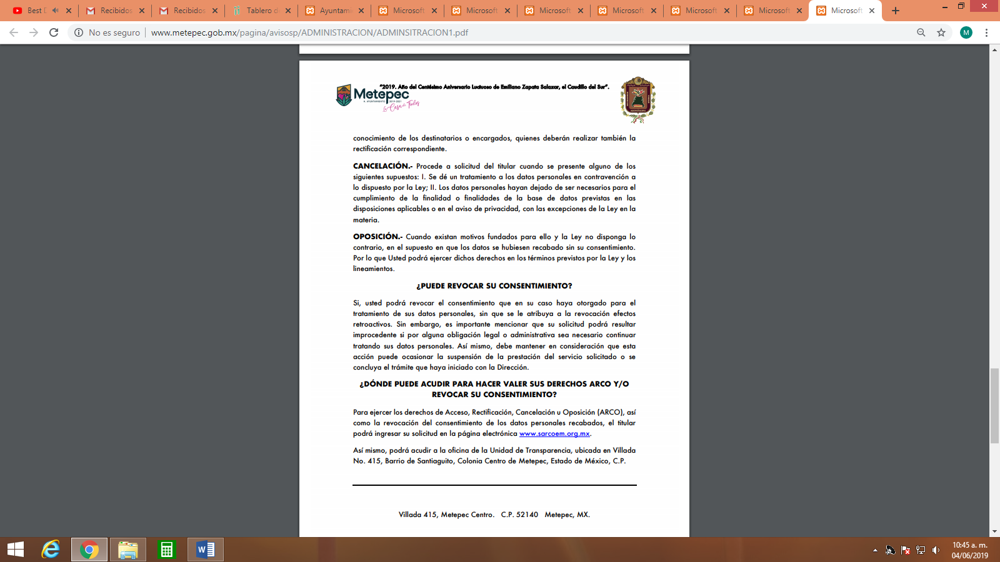 Best D
Recibidos
Recibidos
Tablero d
Ayuntami
Microsoft
Microsoft
Microsoft
Microsoft
Microsoft
Microsoft
Microsoft
No es seguro
www.metepec.gob.mx/pagina/avisosp/ADMINISTRACION/ADMINSITRACION1.pdf
M
"2019. Año del Centésimo Aniversario Luctuoso de Emiliano Zapata Salazar, el Caudillo del Sur".
Metepec
H. AYUNTAMIENTO 2019-2021
La Casa de Todos
conocimiento de los destinatarios o encargados, quienes deberán realizar también la
rectificación correspondiente.
CANCELACIÓN.- Procede a solicitud del titular cuando se presente alguno de los
siguientes supuestos: I. Se dé un tratamiento a los datos personales en contravención a
lo dispuesto por la Ley; II. Los datos personales hayan dejado de ser necesarios para el
cumplimiento de la finalidad o finalidades de la base de datos previstas en las
disposiciones aplicables o en el aviso de privacidad, con las excepciones de la Ley en la
materia.
OPOSICIÓN.- Cuando existan motivos fundados para ello y la Ley no disponga lo
contrario, en el supuesto en que los datos se hubiesen recabado sin su consentimiento.
Por lo que Usted podrá ejercer dichos derechos en los términos previstos por la Ley y los
lineamientos.
¿PUEDE REVOCAR SU CONSENTIMIENTO?
Si, usted podrá revocar el consentimiento que en su caso haya otorgado para el
tratamiento de sus datos personales, sin que se le atribuya a la revocación efectos
retroactivos. Sin embargo, es importante mencionar que su solicitud podrá resultar
improcedente si por alguna obligación legal o administrativa sea necesario continuar
tratando sus datos personales. Así mismo, debe mantener en consideración que esta
acción puede ocasionar la suspensión de la prestación del servicio solicitado o se
concluya el trámite que haya iniciado con la Dirección.
¿DÓNDE PUEDE ACUDIR PARA HACER VALER SUS DERECHOS ARCO Y/O
REVOCAR SU CONSENTIMIENTO?
Para ejercer los derechos de Acceso, Rectificación, Cancelación u Oposición (ARCO), así
como la revocación del consentimiento de los datos personales recabados, el titular
podrá ingresar su solicitud en la página electrónica www.sarcoem.org.mx.
Así mismo, podrá acudir a la oficina de la Unidad de Transparencia, ubicada en Villada
No. 415, Barrio de Santiaguito, Colonia Centro de Metepec, Estado de México, C.P.
Villada 415, Metepec Centro. C.P. 52140 Metepec, MX.
10:45 a. m.
04/06/2019